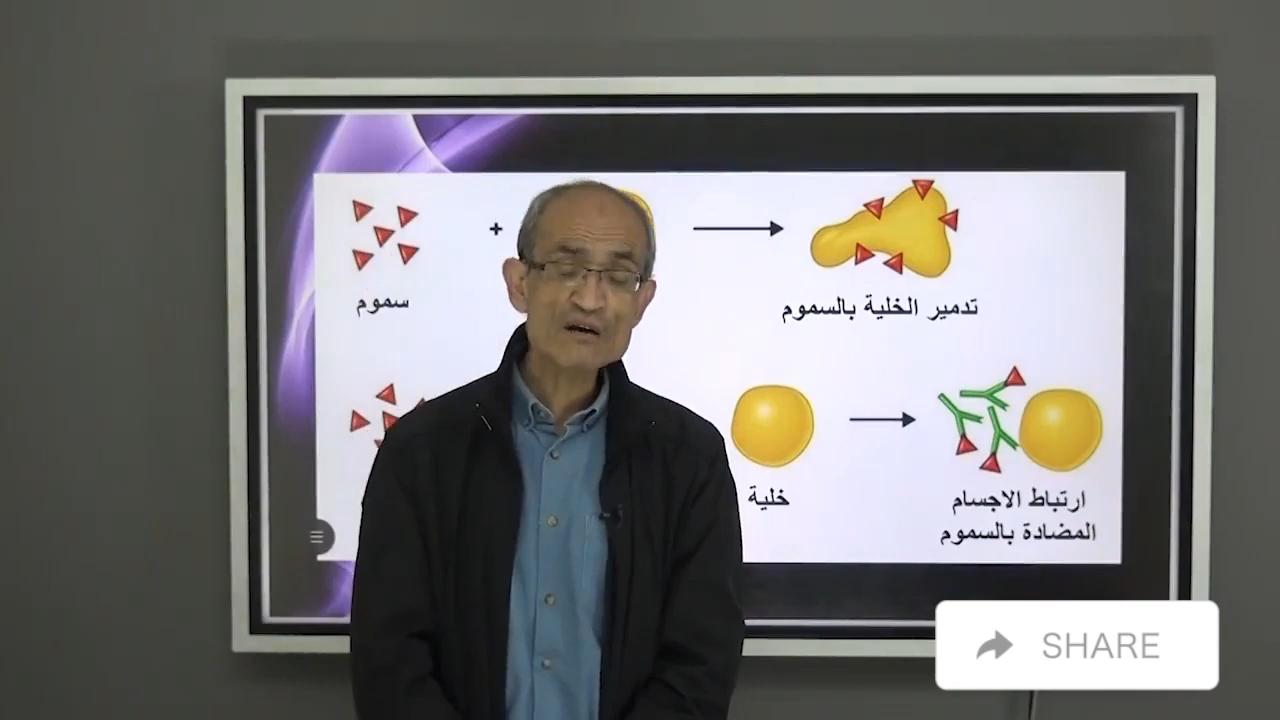 +
سموم
تدمير الخلية بالسموم
خلية
ارتباط الاجسام
المضادة بالسموم
SHARE